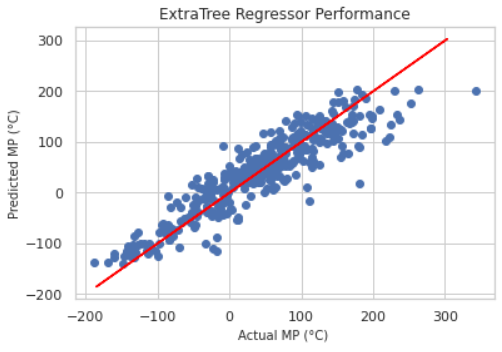 ExtraTree Regressor Performance
Predicted MP (°C)
300
200
100
0
−100
−200
−200 −100 0 100 200 300
Actual MP (°C)